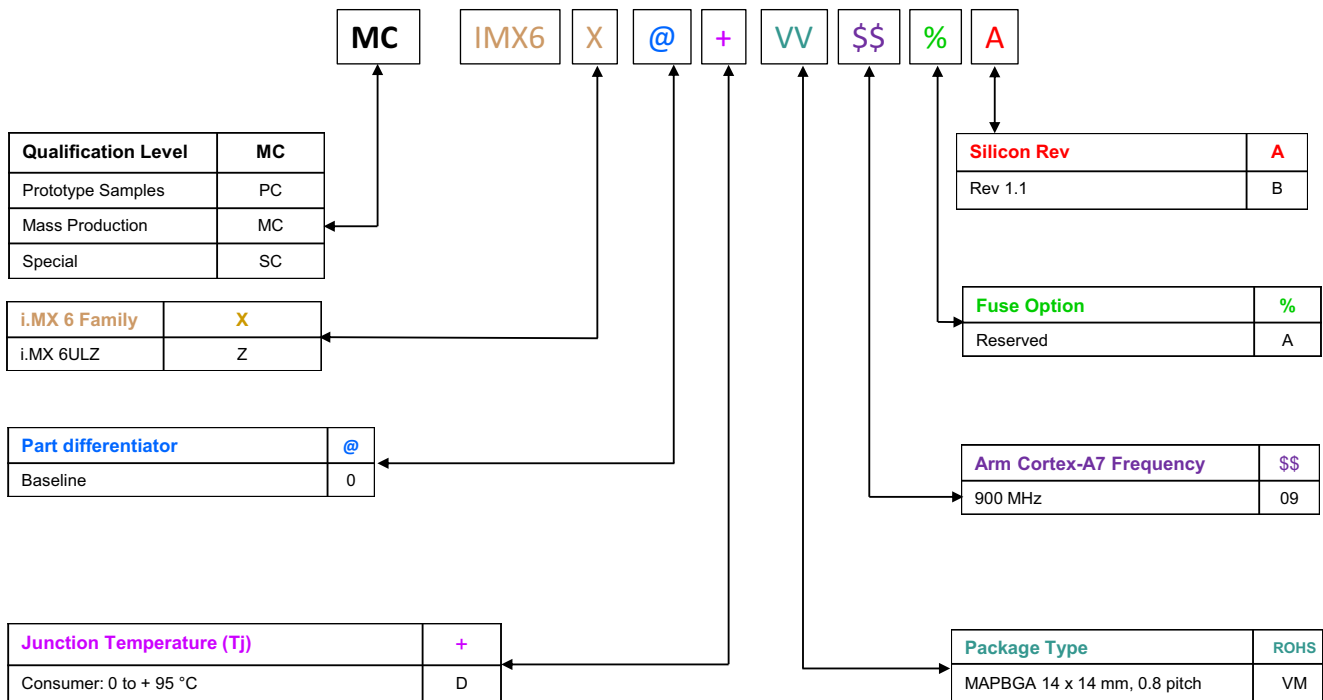 MC IMX6 X @ + VV $$ % A
Qualification Level MC
Prototype Samples PC
Mass Production MC
Special SC
i.MX 6 Family X
i.MX 6ULZ Z
Part differentiator @
Baseline 0
Junction Temperature (Tj) +
Consumer: 0 to + 95 °C D
Silicon Rev A
Rev 1.1 B
Fuse Option %
Reserved A
Arm Cortex-A7 Frequency $$
900 MHz 09
Package Type ROHS
MAPBGA 14 x 14 mm, 0.8 pitch VM